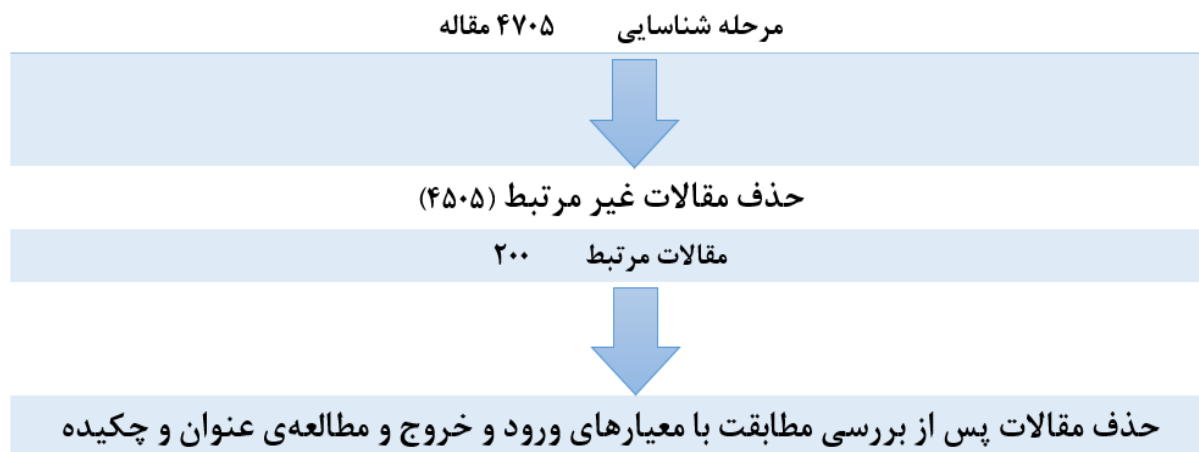 مرحله شناسایی ۴۷۰۵ مقاله
حذف مقالات غیر مرتبط (۴۵۰۵)
مقالات مرتبط ۲۰۰
حذف مقالات پس از بررسی مطابقت با معیارهای ورود و خروج و مطالعه‌ی عنوان و چکیده